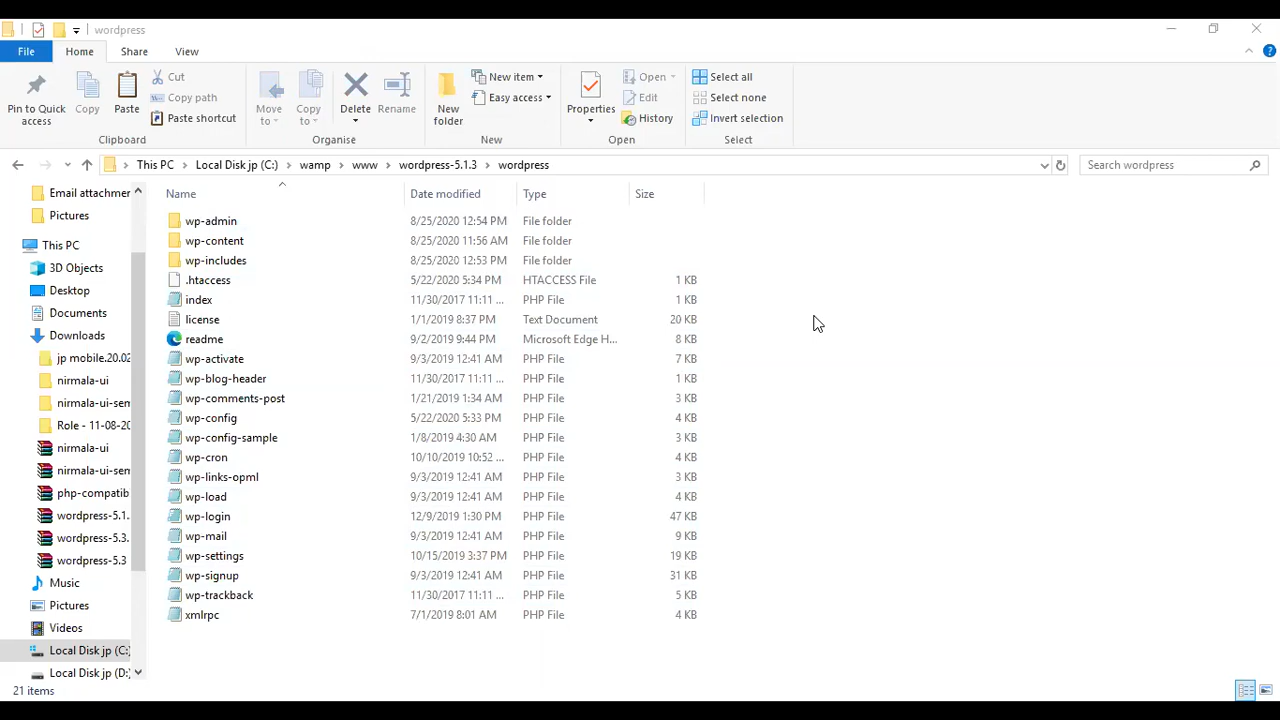 wordpress
File Home Share View
Pin to Quick access
Copy
Paste
Cut
Copy path
Paste shortcut
Clipboard
Move to
Copy to
Delete
Rename
Organise
New folder
New item
Easy access
New
Properties
Open
Edit
History
Open
Select all
Select none
Invert selection
Select
This PC Local Disk jp (C:) wamp www wordpress-5.1.3 wordpress
Search wordpress
Email attachmer
Pictures
This PC
3D Objects
Desktop
Documents
Downloads
jp mobile.20.02
nirmala-ui
nirmala-ui-sem
Role - 11-08-20
nirmala-ui
nirmala-ui-sem
php-compatib
wordpress-5.1.
wordpress-5.3.
wordpress-5.3
Music
Pictures
Videos
Local Disk jp (C:)
Local Disk jp (D:)
Name Date modified Type Size
wp-admin 8/25/2020 12:54 PM File folder
wp-content 8/25/2020 11:56 AM File folder
wp-includes 8/25/2020 12:53 PM File folder
.htaccess 5/22/2020 5:34 PM HTACCESS File 1 KB
index 11/30/2017 11:11 ... PHP File 1 KB
license 1/1/2019 8:37 PM Text Document 20 KB
readme 9/2/2019 9:44 PM Microsoft Edge H... 8 KB
wp-activate 9/3/2019 12:41 AM PHP File 7 KB
wp-blog-header 11/30/2017 11:11 ... PHP File 1 KB
wp-comments-post 1/21/2019 1:34 AM PHP File 3 KB
wp-config 5/22/2020 5:33 PM PHP File 4 KB
wp-config-sample 1/8/2019 4:30 AM PHP File 3 KB
wp-cron 10/10/2019 10:52 ... PHP File 4 KB
wp-links-opml 9/3/2019 12:41 AM PHP File 3 KB
wp-load 9/3/2019 12:41 AM PHP File 4 KB
wp-login 12/9/2019 1:30 PM PHP File 47 KB
wp-mail 9/3/2019 12:41 AM PHP File 9 KB
wp-settings 10/15/2019 3:37 PM PHP File 19 KB
wp-signup 9/3/2019 12:41 AM PHP File 31 KB
wp-trackback 11/30/2017 11:11 ... PHP File 5 KB
xmlrpc 7/1/2019 8:01 AM PHP File 4 KB
21 items